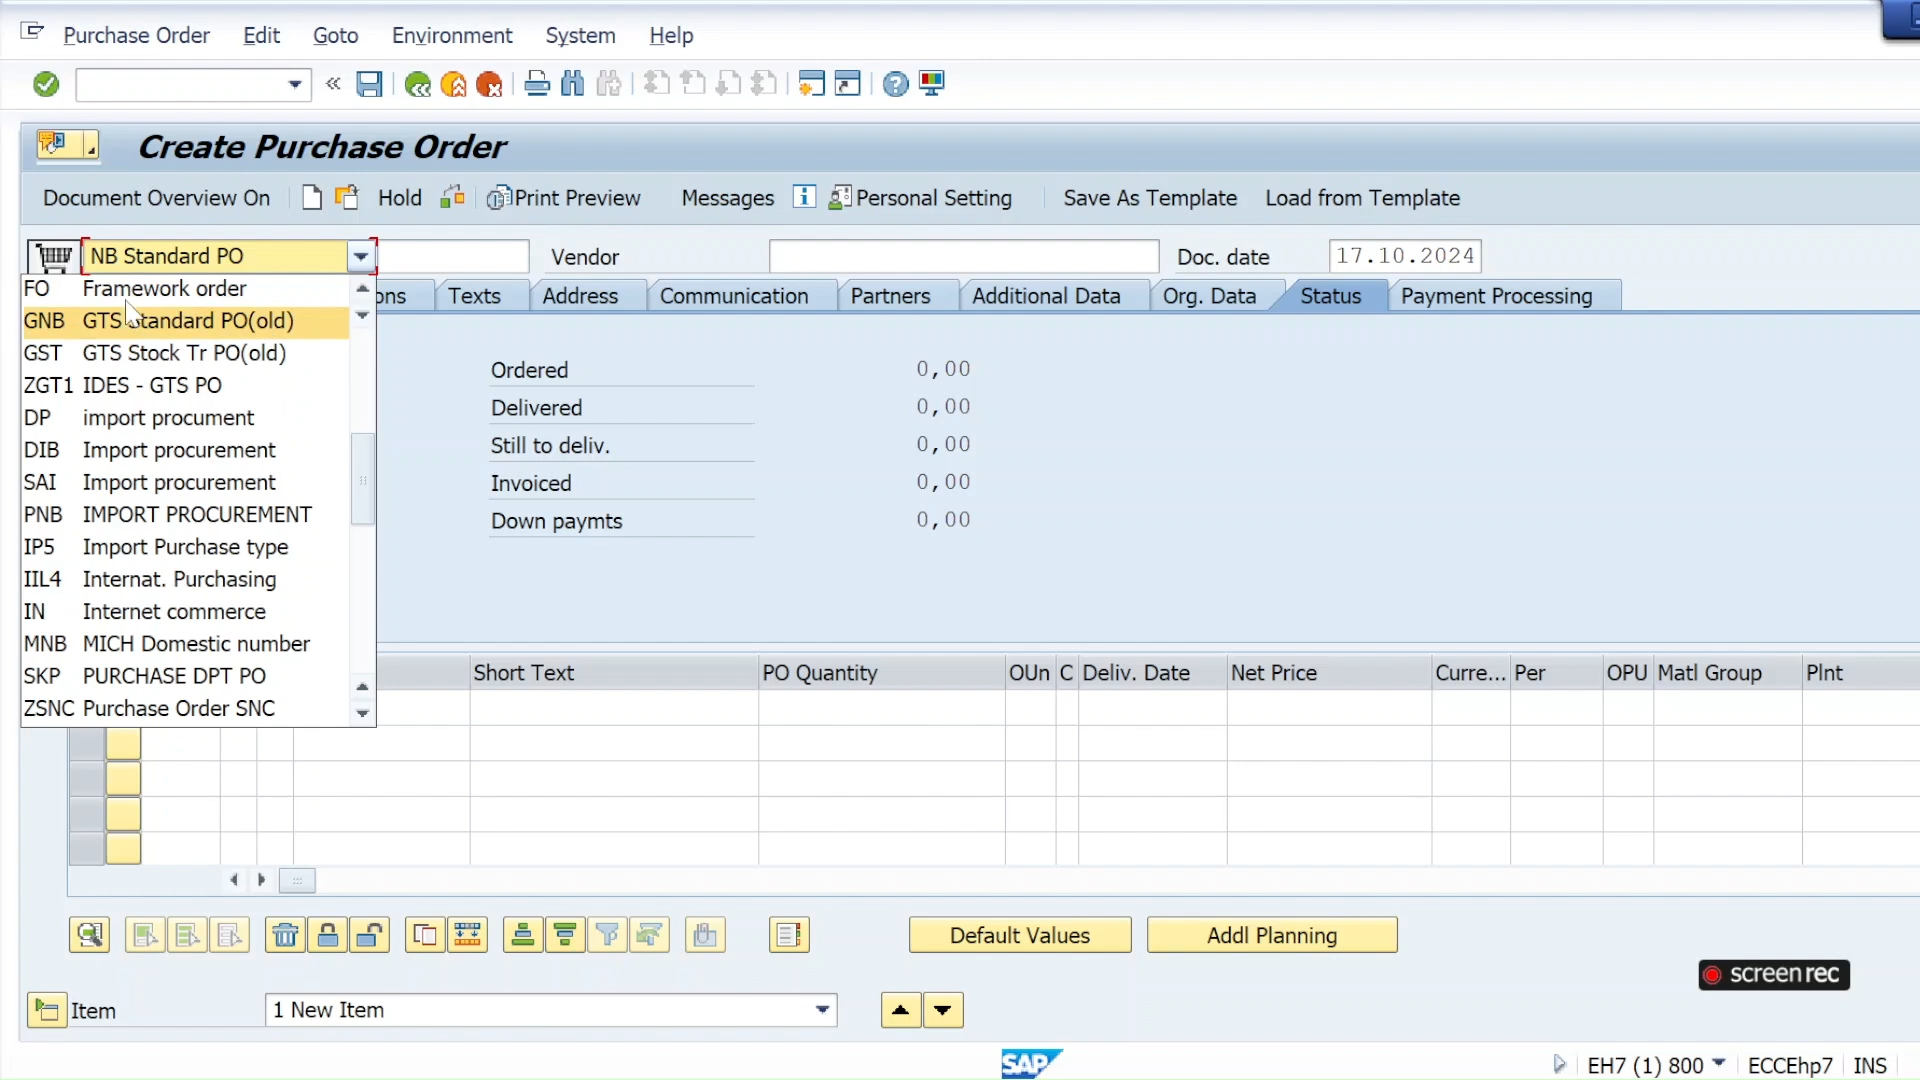 Purchase Order Edit Goto Environment System Help
Create Purchase Order
Document Overview On Hold Print Preview Messages Personal Setting Save As Template Load from Template
NB Standard PO Vendor Doc. date 17.10.2024
ons Texts Address Communication Partners Additional Data Org. Data Status Payment Processing
FO Framework order
GNB GTS Standard PO(old)
GST GTS Stock Tr PO(old)
ZGT1 IDES - GTS PO
DP import procument
DIB Import procurement
SAI Import procurement
PNB IMPORT PROCUREMENT
IP5 Import Purchase type
IIL4 Internat. Purchasing
IN Internet commerce
MNB MICH Domestic number
SKP PURCHASE DPT PO
ZSNC Purchase Order SNC
Ordered 0,00
Delivered 0,00
Still to deliv. 0,00
Invoiced 0,00
Down paymts 0,00
Short Text PO Quantity OUn C Deliv. Date Net Price Curre... Per OPU Matl Group Plnt
Default Values Addl Planning
screenrec
Item 1 New Item
SAP EH7 (1) 800 ECCEhp7 INS